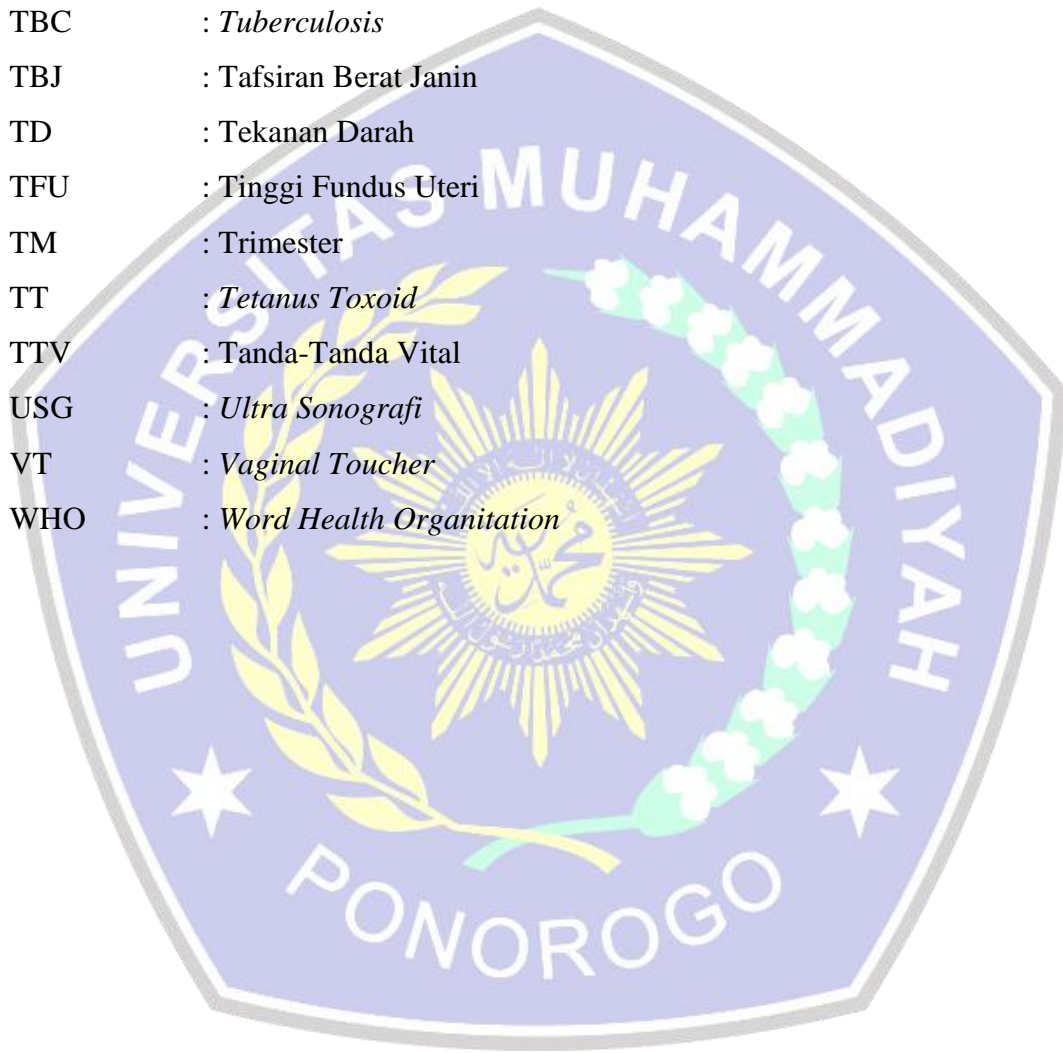 TBC : Tuberculosis
TBJ : Tafsiran Berat Janin
TD : Tekanan Darah
TFU : Tinggi Fundus Uteri
TM : Trimester
TT : Tetanus Toxoid
TTV : Tanda-Tanda Vital
USG : Ultra Sonografi
VT : Vaginal Toucher
WHO : Word Health Organitation
UNIVERSITAS MUHAMMADIYAH
PONOROGO
محمدية